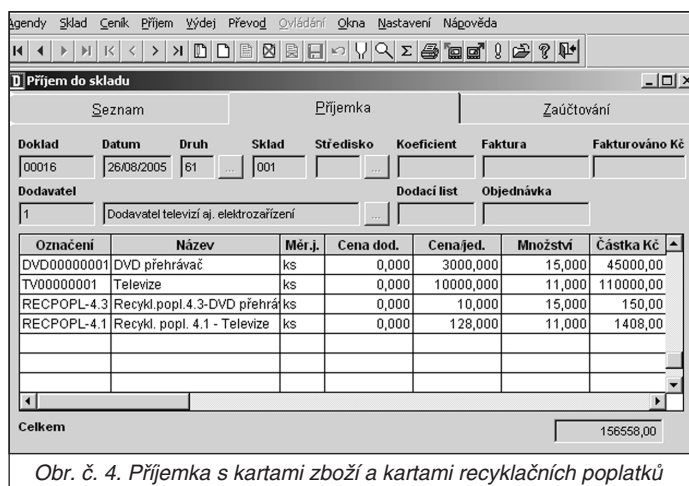 Agendy Sklad Ceník Příjem Výdej Převod Ovládání Okna Nastavení Nápověda
D Příjem do skladu
Seznam Příjemka Zaúčtování
Doklad Datum Druh Sklad Středisko Koeficient Faktura Fakturováno Kč
00016 26/08/2005 61 ... 001 ...
Dodavatel Dodací list Objednávka
1 Dodavatel televizí aj. elektrozařízení ...
Označení Název Měr.j. Cena dod. Cena/jed. Množství Částka Kč
DVD00000001 DVD přehrávač ks 0,000 3000,000 15,000 45000,00
TV00000001 Televize ks 0,000 10000,000 11,000 110000,00
RECPOPL-4.3 Recykl.popl.4.3-DVD přehrá ks 0,000 10,000 15,000 150,00
RECPOPL-4.1 Recykl. popl. 4.1 - Televize ks 0,000 128,000 11,000 1408,00
Celkem 156558,00
Obr. č. 4. Příjemka s kartami zboží a kartami recyklačních poplatků